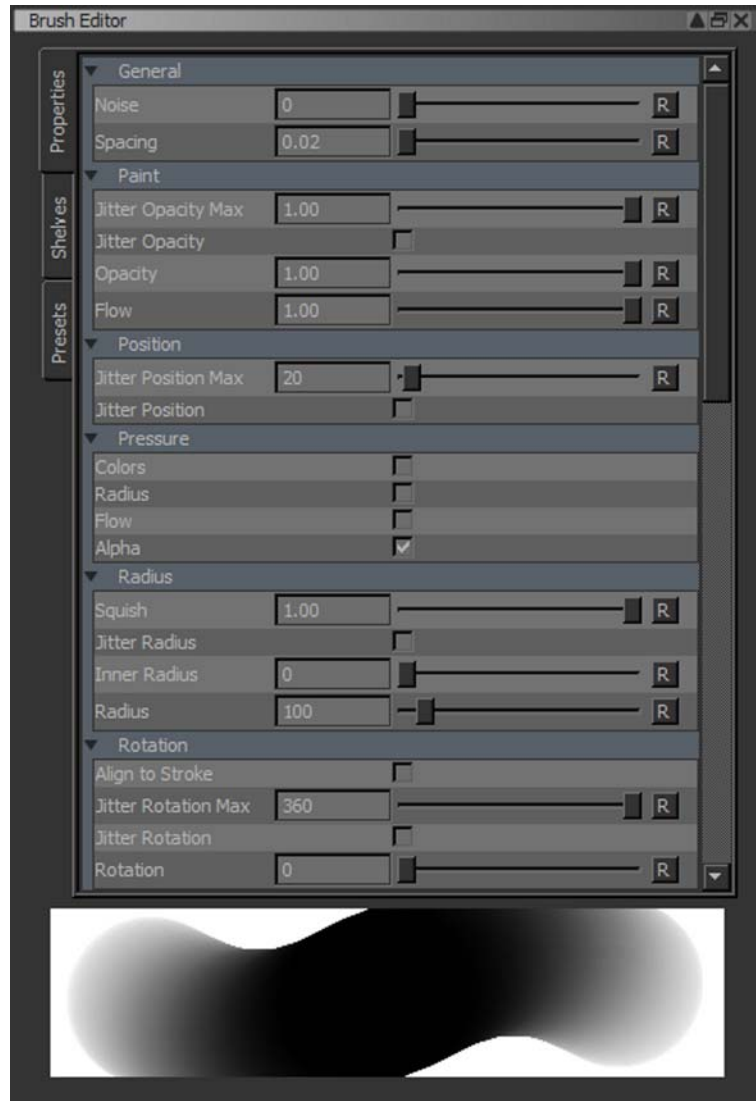 Brush Editor
Properties
Shelves
Presets
General
Noise 0 R
Spacing 0.02 R
Paint
Jitter Opacity Max 1.00 R
Jitter Opacity
Opacity 1.00 R
Flow 1.00 R
Position
Jitter Position Max 20 R
Jitter Position
Pressure
Colors
Radius
Flow
Alpha
Radius
Squish 1.00 R
Jitter Radius
Inner Radius 0 R
Radius 100 R
Rotation
Align to Stroke
Jitter Rotation Max 360 R
Jitter Rotation
Rotation 0 R